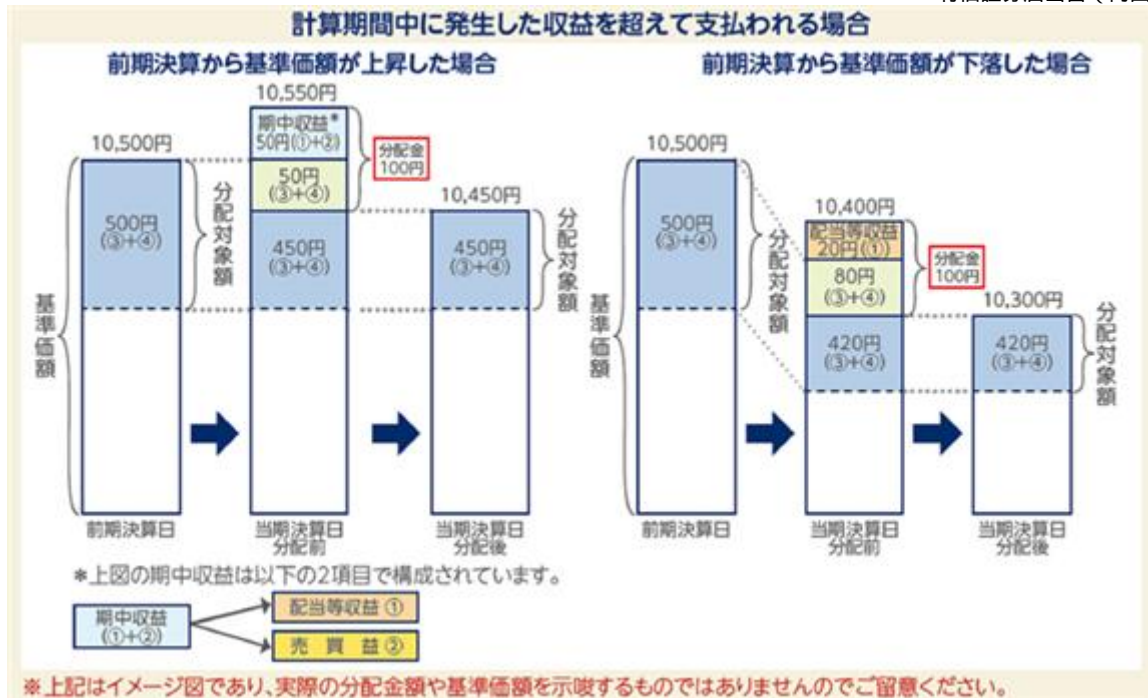 計算期間中に発生した収益を超えて支払われる場合
前期決算から基準価額が上昇した場合
10,500円
500円
(③+④)
分配対象額
基準価額
前期決算日
10,550円
期中収益*
50円(①+②)
50円
(③+④)
450円
(③+④)
分配金
100円
当期決算日
分配前
10,450円
450円
(③+④)
分配対象額
当期決算日
分配後
前期決算から基準価額が下落した場合
10,500円
500円
(③+④)
分配対象額
基準価額
前期決算日
10,400円
配当等収益
20円(①)
80円
(③+④)
420円
(③+④)
分配金
100円
当期決算日
分配前
10,300円
420円
(③+④)
分配対象額
当期決算日
分配後
*上図の期中収益は以下の2項目で構成されています。
期中収益
(①+②)
配当等収益 ①
売 買 益 ②
※上記はイメージ図であり、実際の分配金額や基準価額を示唆するものではありませんのでご留意ください。